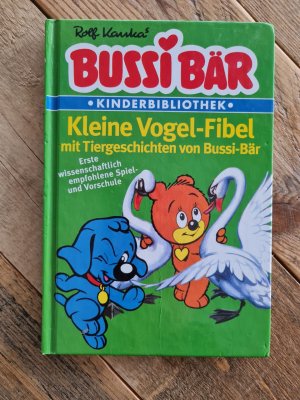 Rolf Kauka's
BUSSI BÄR
• KINDERBIBLIOTHEK •
Kleine Vogel-Fibel
mit Tiergeschichten von Bussi-Bär
Erste
wissenschaftlich
empfohlene Spiel-
und Vorschule